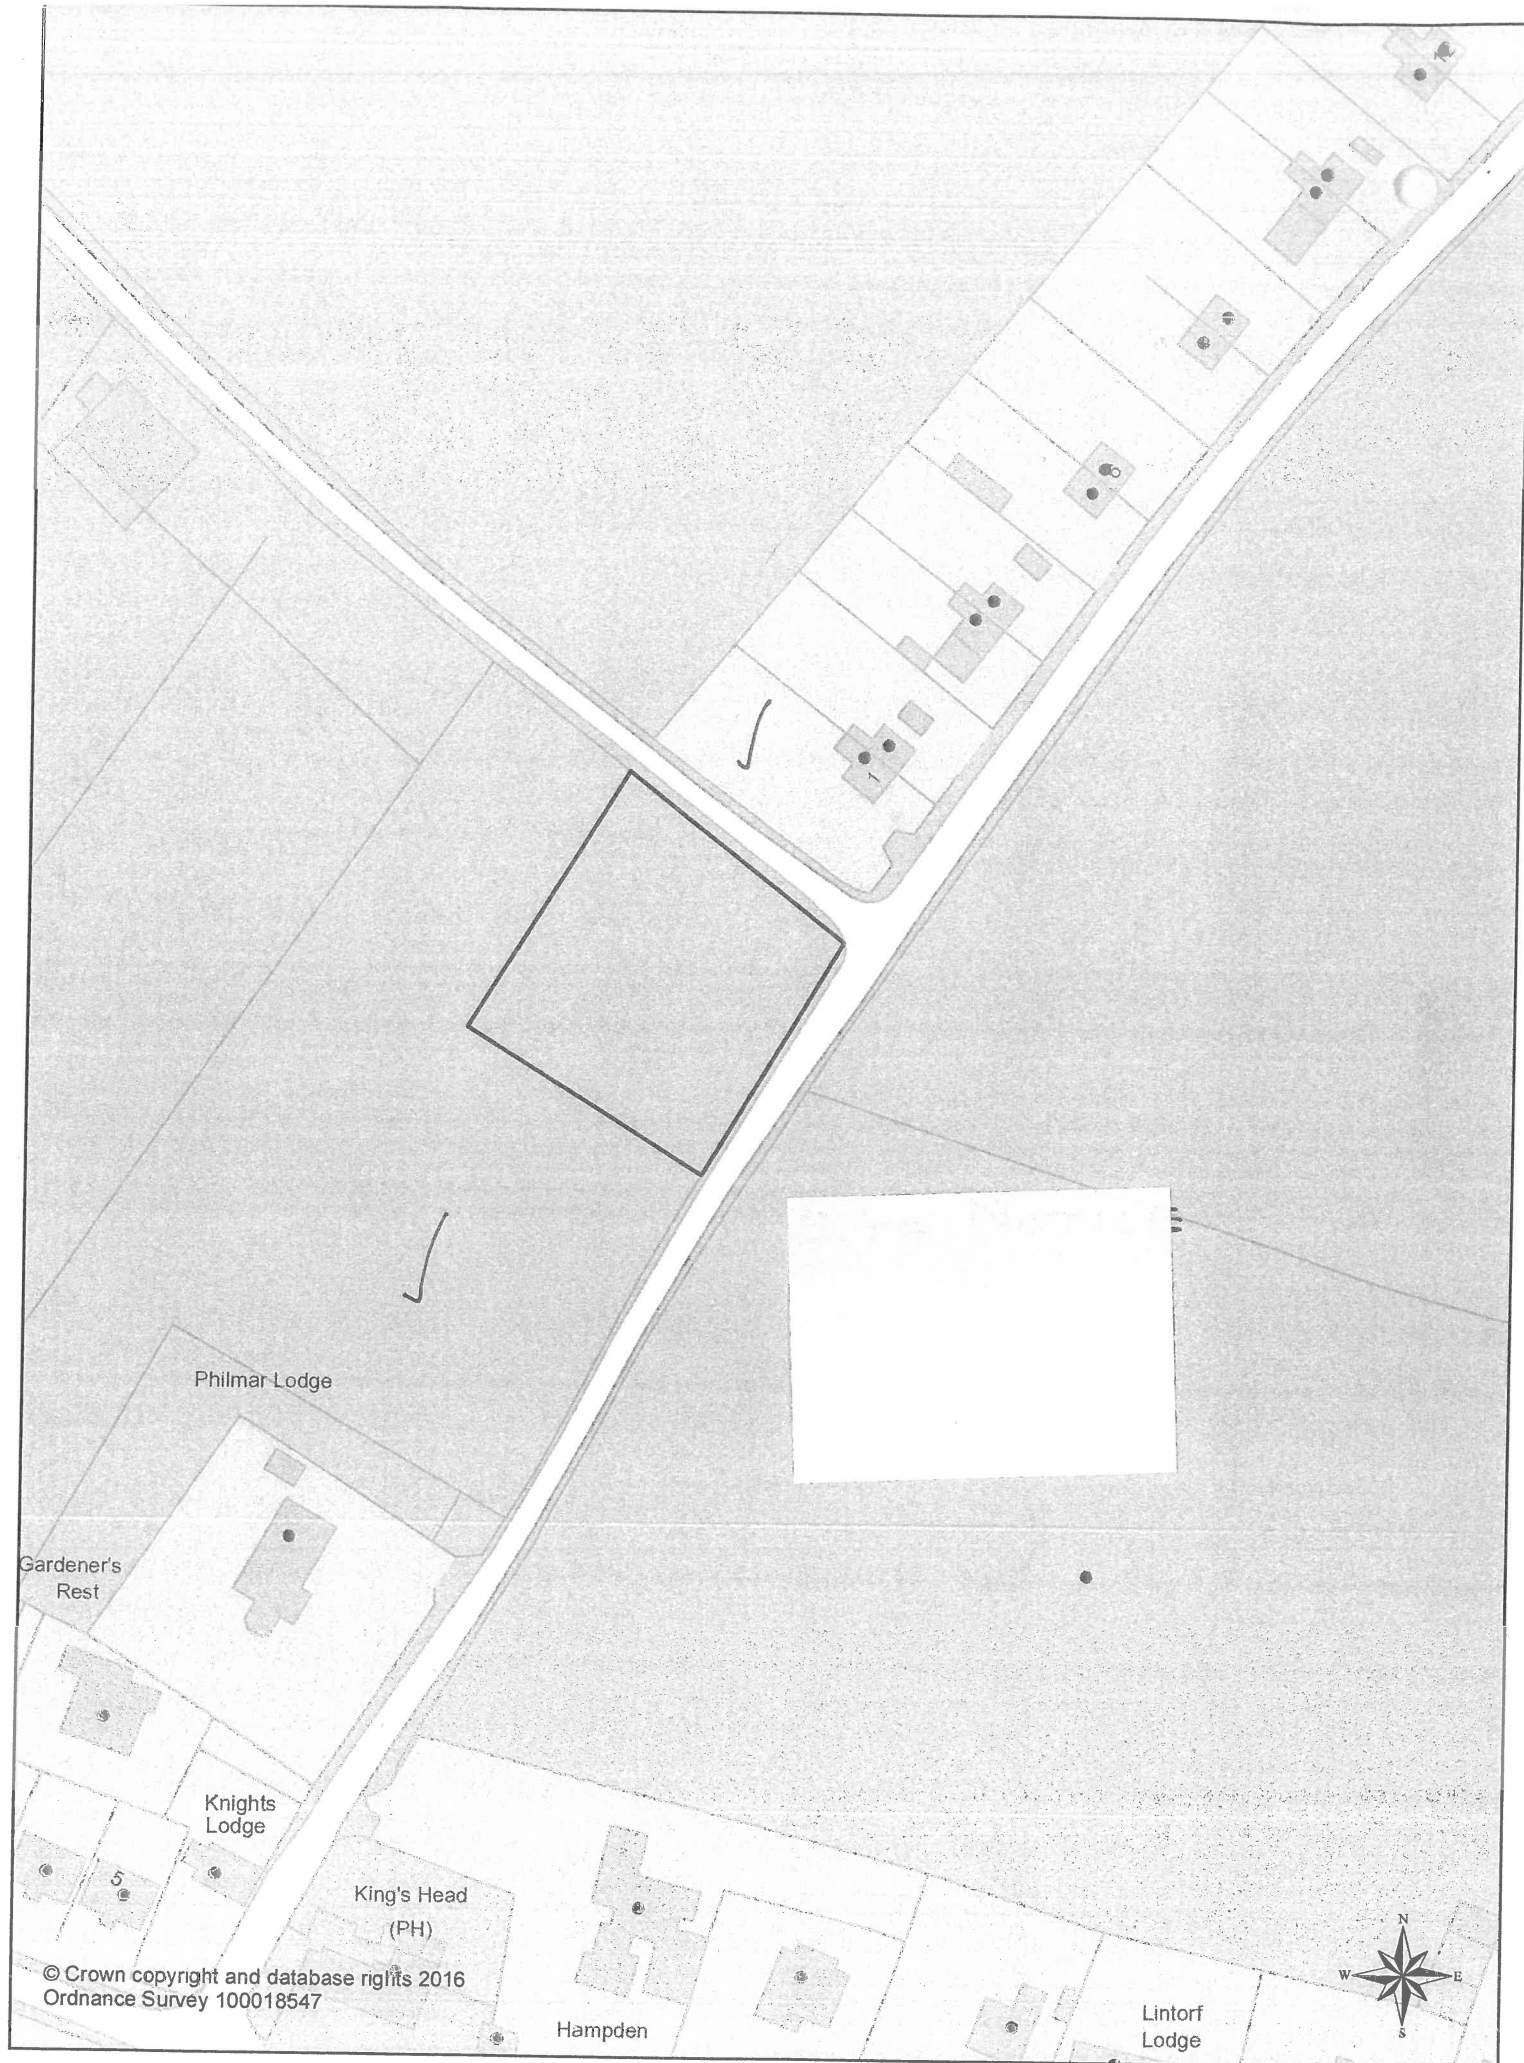 1
Philmar Lodge
Gardener's
Rest
Knights
Lodge
5
King's Head
(PH)
© Crown copyright and database rights 2016
Ordnance Survey 100018547
Hampden
Lintorf
Lodge
N
W
E
S